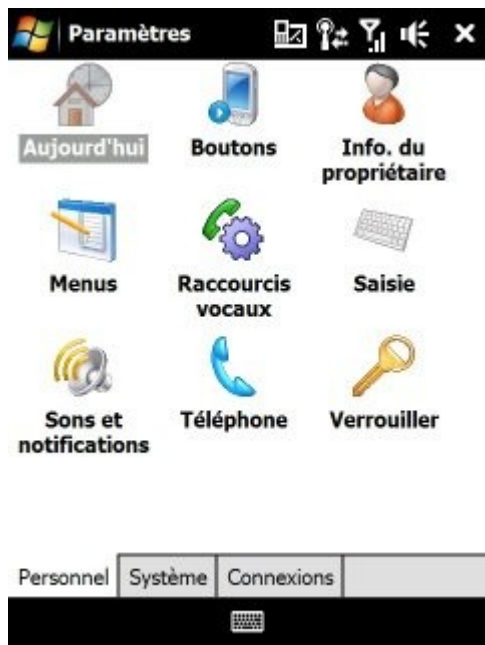 Paramètres
Aujourd'hui
Boutons
Info. du
propriétaire
Menus
Raccourcis
vocaux
Saisie
Sons et
notifications
Téléphone
Verrouiller
Personnel
Système
Connexions